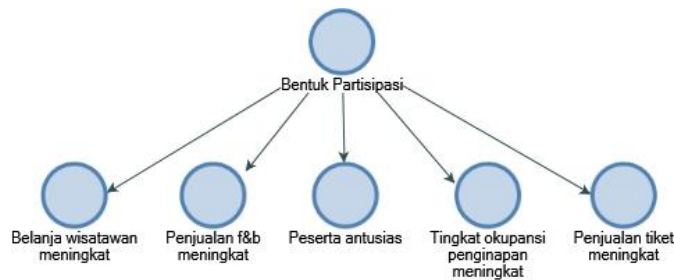 Bentuk Partisipasi
Belanja wisatawan
meningkat
Penjualan f&b
meningkat
Peserta antusias
Tingkat okupansi
penginapan
meningkat
Penjualan tiket
meningkat